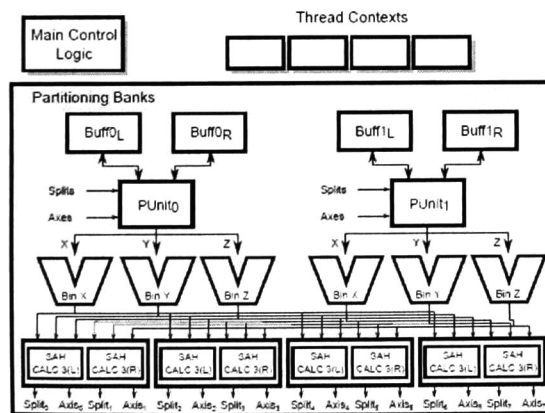 Main Control
Logic
Thread Contexts
Partitioning Banks
Buff0L
Buff0R
Buff1L
Buff1R
Splits
Axes
PUnit0
Splits
Axes
PUnit1
X
Y
Z
X
Y
Z
Bin X
Bin Y
Bin Z
Bin X
Bin Y
Bin Z
SAH
CALC 3(L)
SAH
CALC 3(R)
SAH
CALC 3(L)
SAH
CALC 3(R)
SAH
CALC 3(L)
SAH
CALC 3(R)
SAH
CALC 3(L)
SAH
CALC 3(R)
Split0 Axis0 Split1 Axis1 Split2 Axis2 Split3 Axis3 Split4 Axis4 Split5 Axis5 Split6 Axis6 Split7 Axis7